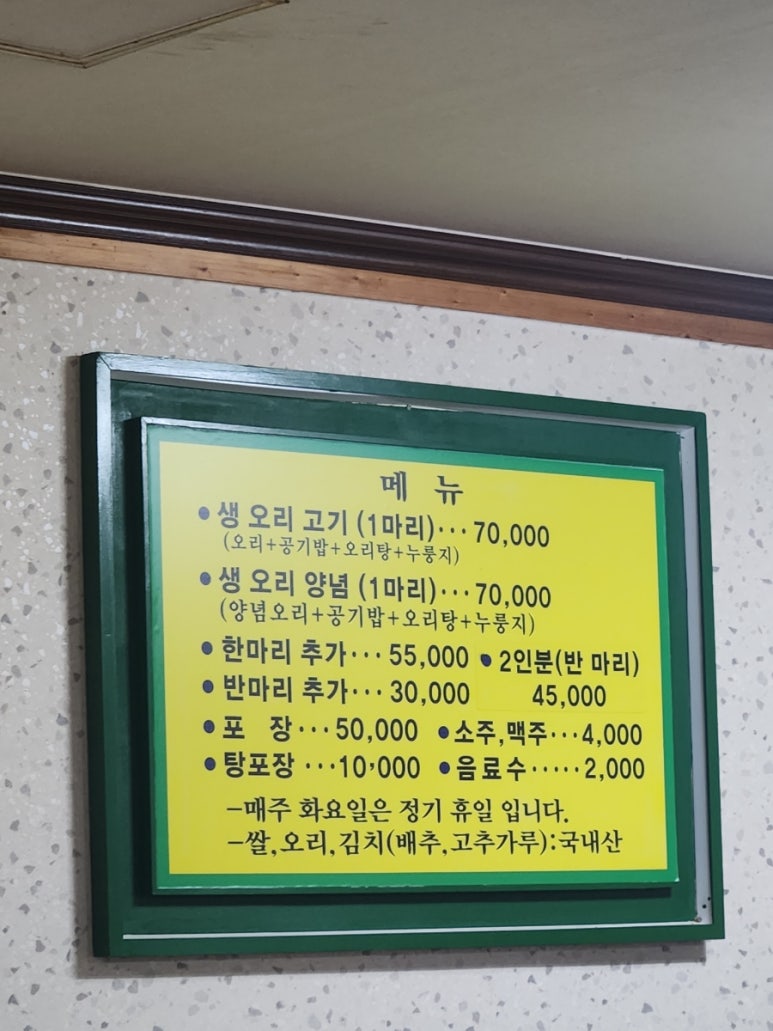 메 뉴
• 생 오리 고기 (1마리)··· 70,000
(오리+공기밥+오리탕+누룽지)
• 생 오리 양념 (1마리)··· 70,000
(양념오리+공기밥+오리탕+누룽지)
• 한마리 추가··· 55,000
• 반마리 추가··· 30,000
• 2인분(반 마리)
45,000
• 포 장··· 50,000 • 소주,맥주···4,000
• 탕포장 ···10,000 • 음료수·····2,000
-매주 화요일은 정기 휴일 입니다.
-쌀,오리,김치(배추,고추가루):국내산